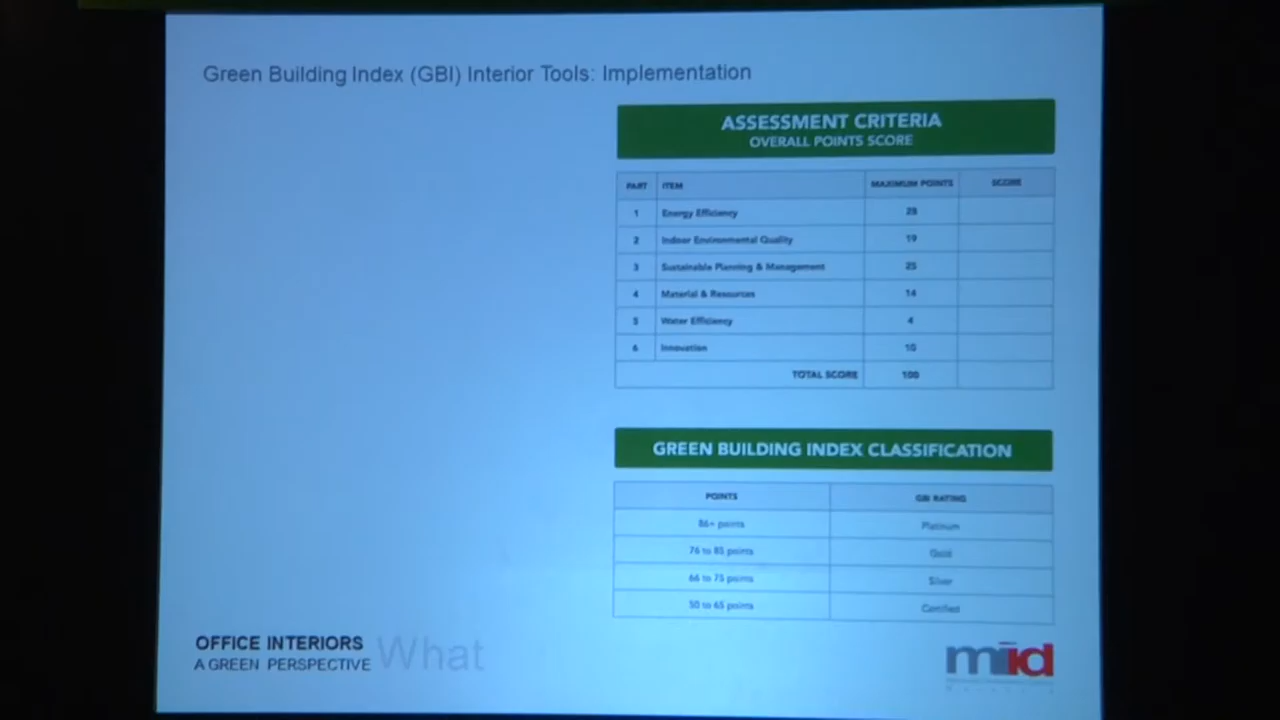 Green Building Index (GBI) Interior Tools: Implementation
ASSESSMENT CRITERIA
OVERALL POINTS SCORE
PART ITEM MAXIMUM POINTS SCORE
1 Energy Efficiency
2 Indoor Environmental Quality 19
3 Sustainable Planning & Management 25
4 Material & Resources 14
5 Water Efficiency 4
6 Innovation 10
TOTAL SCORE 100
GREEN BUILDING INDEX CLASSIFICATION
POINTS GBI RATING
86+ points Platinum
76 to 85 points Gold
66 to 75 points Silver
50 to 65 points Certified
OFFICE INTERIORS
A GREEN PERSPECTIVE
What
miid